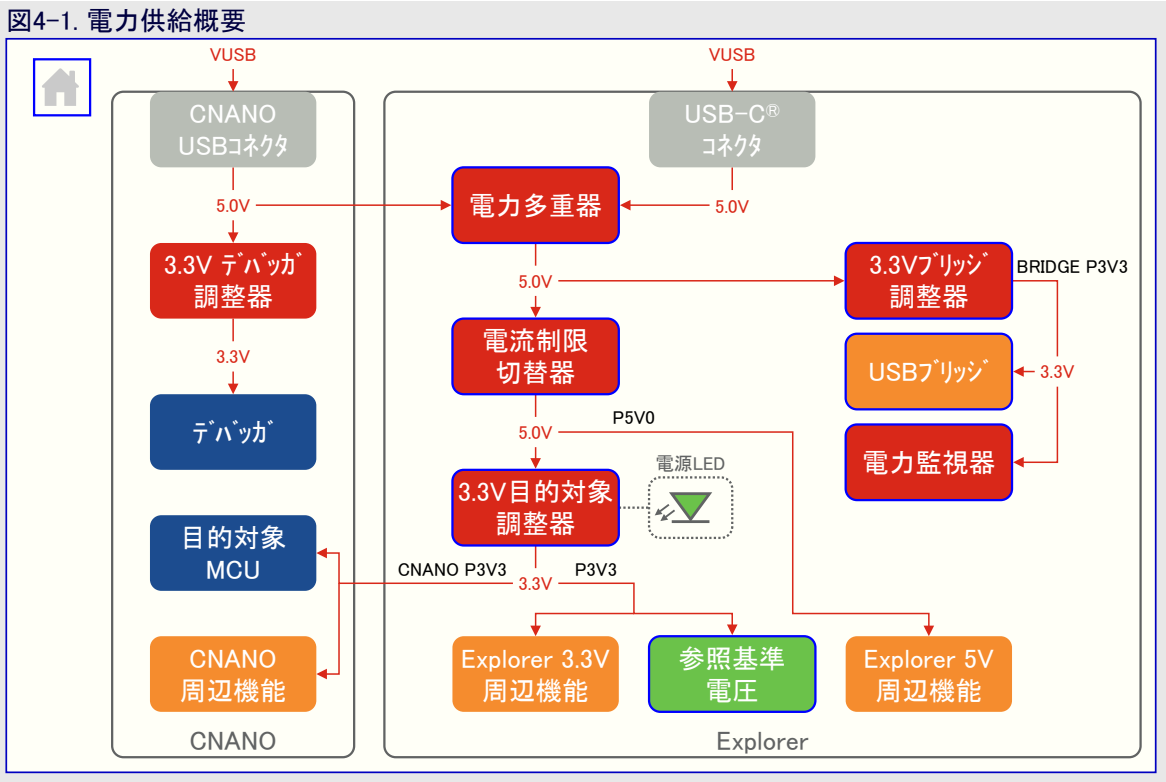 図4-1. 電力供給概要
VUSB
VUSB
CNANO
USBｺﾈｸﾀ
USB-C®
ｺﾈｸﾀ
5.0V
電力多重器
5.0V
3.3V ﾃﾞﾊﾞｯｶﾞ
調整器
5.0V
3.3Vﾌﾞﾘｯｼﾞ
調整器
BRIDGE P3V3
3.3V
電流制限
切替器
USBﾌﾞﾘｯｼﾞ
3.3V
ﾃﾞﾊﾞｯｶﾞ
5.0V
P5V0
電力監視器
電源LED
3.3V目的対象
調整器
目的対象
MCU
CNANO P3V3
3.3V
P3V3
CNANO
周辺機能
Explorer 3.3V
周辺機能
参照基準
電圧
Explorer 5V
周辺機能
CNANO
Explorer